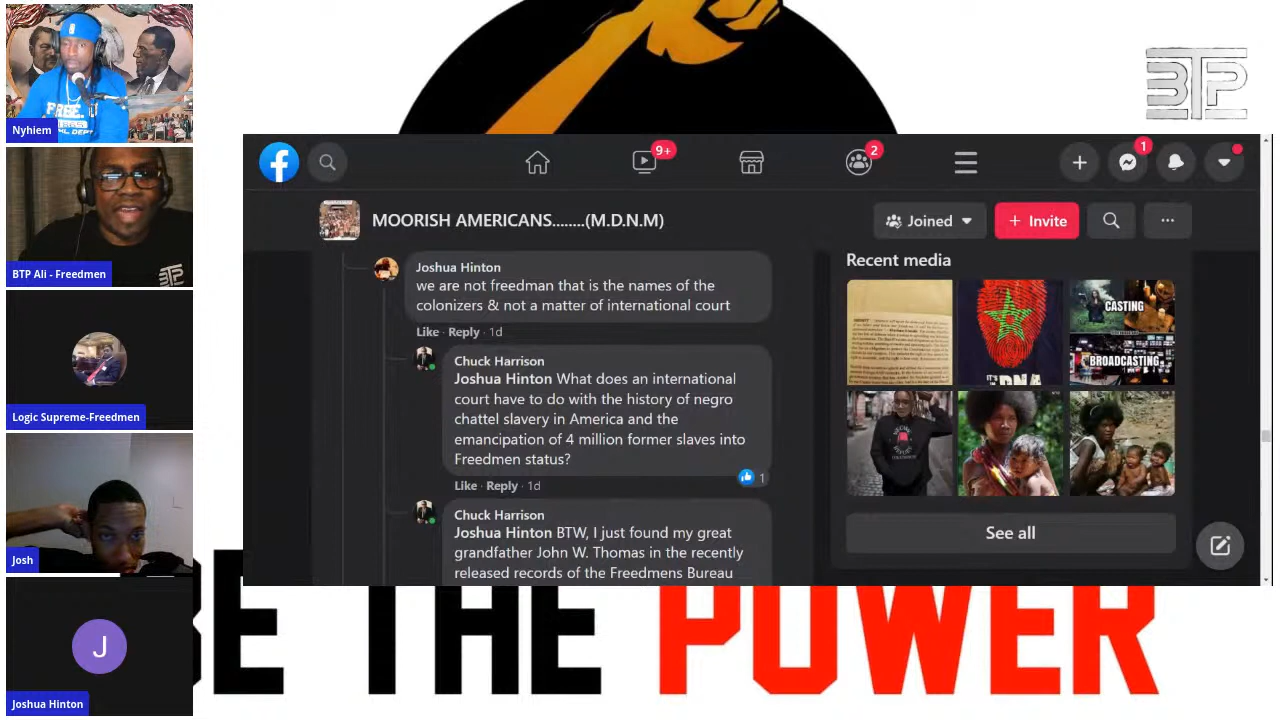 Nyhiem
BTP Ali - Freedmen
Logic Supreme-Freedmen
Josh
J
Joshua Hinton
BTP
9+
2
1
MOORISH AMERICANS........(M.D.N.M)
Joined
+ Invite
Joshua Hinton
we are not freedman that is the names of the
colonizers & not a matter of international court
Like · Reply · 1d
Chuck Harrison
Joshua Hinton What does an international
court have to do with the history of negro
chattel slavery in America and the
emancipation of 4 million former slaves into
Freedmen status?
1
Like · Reply · 1d
Chuck Harrison
Joshua Hinton BTW, I just found my great
grandfather John W. Thomas in the recently
released records of the Freedmens Bureau
Recent media
CASTING
BROADCASTING
See all
BE THE POWER